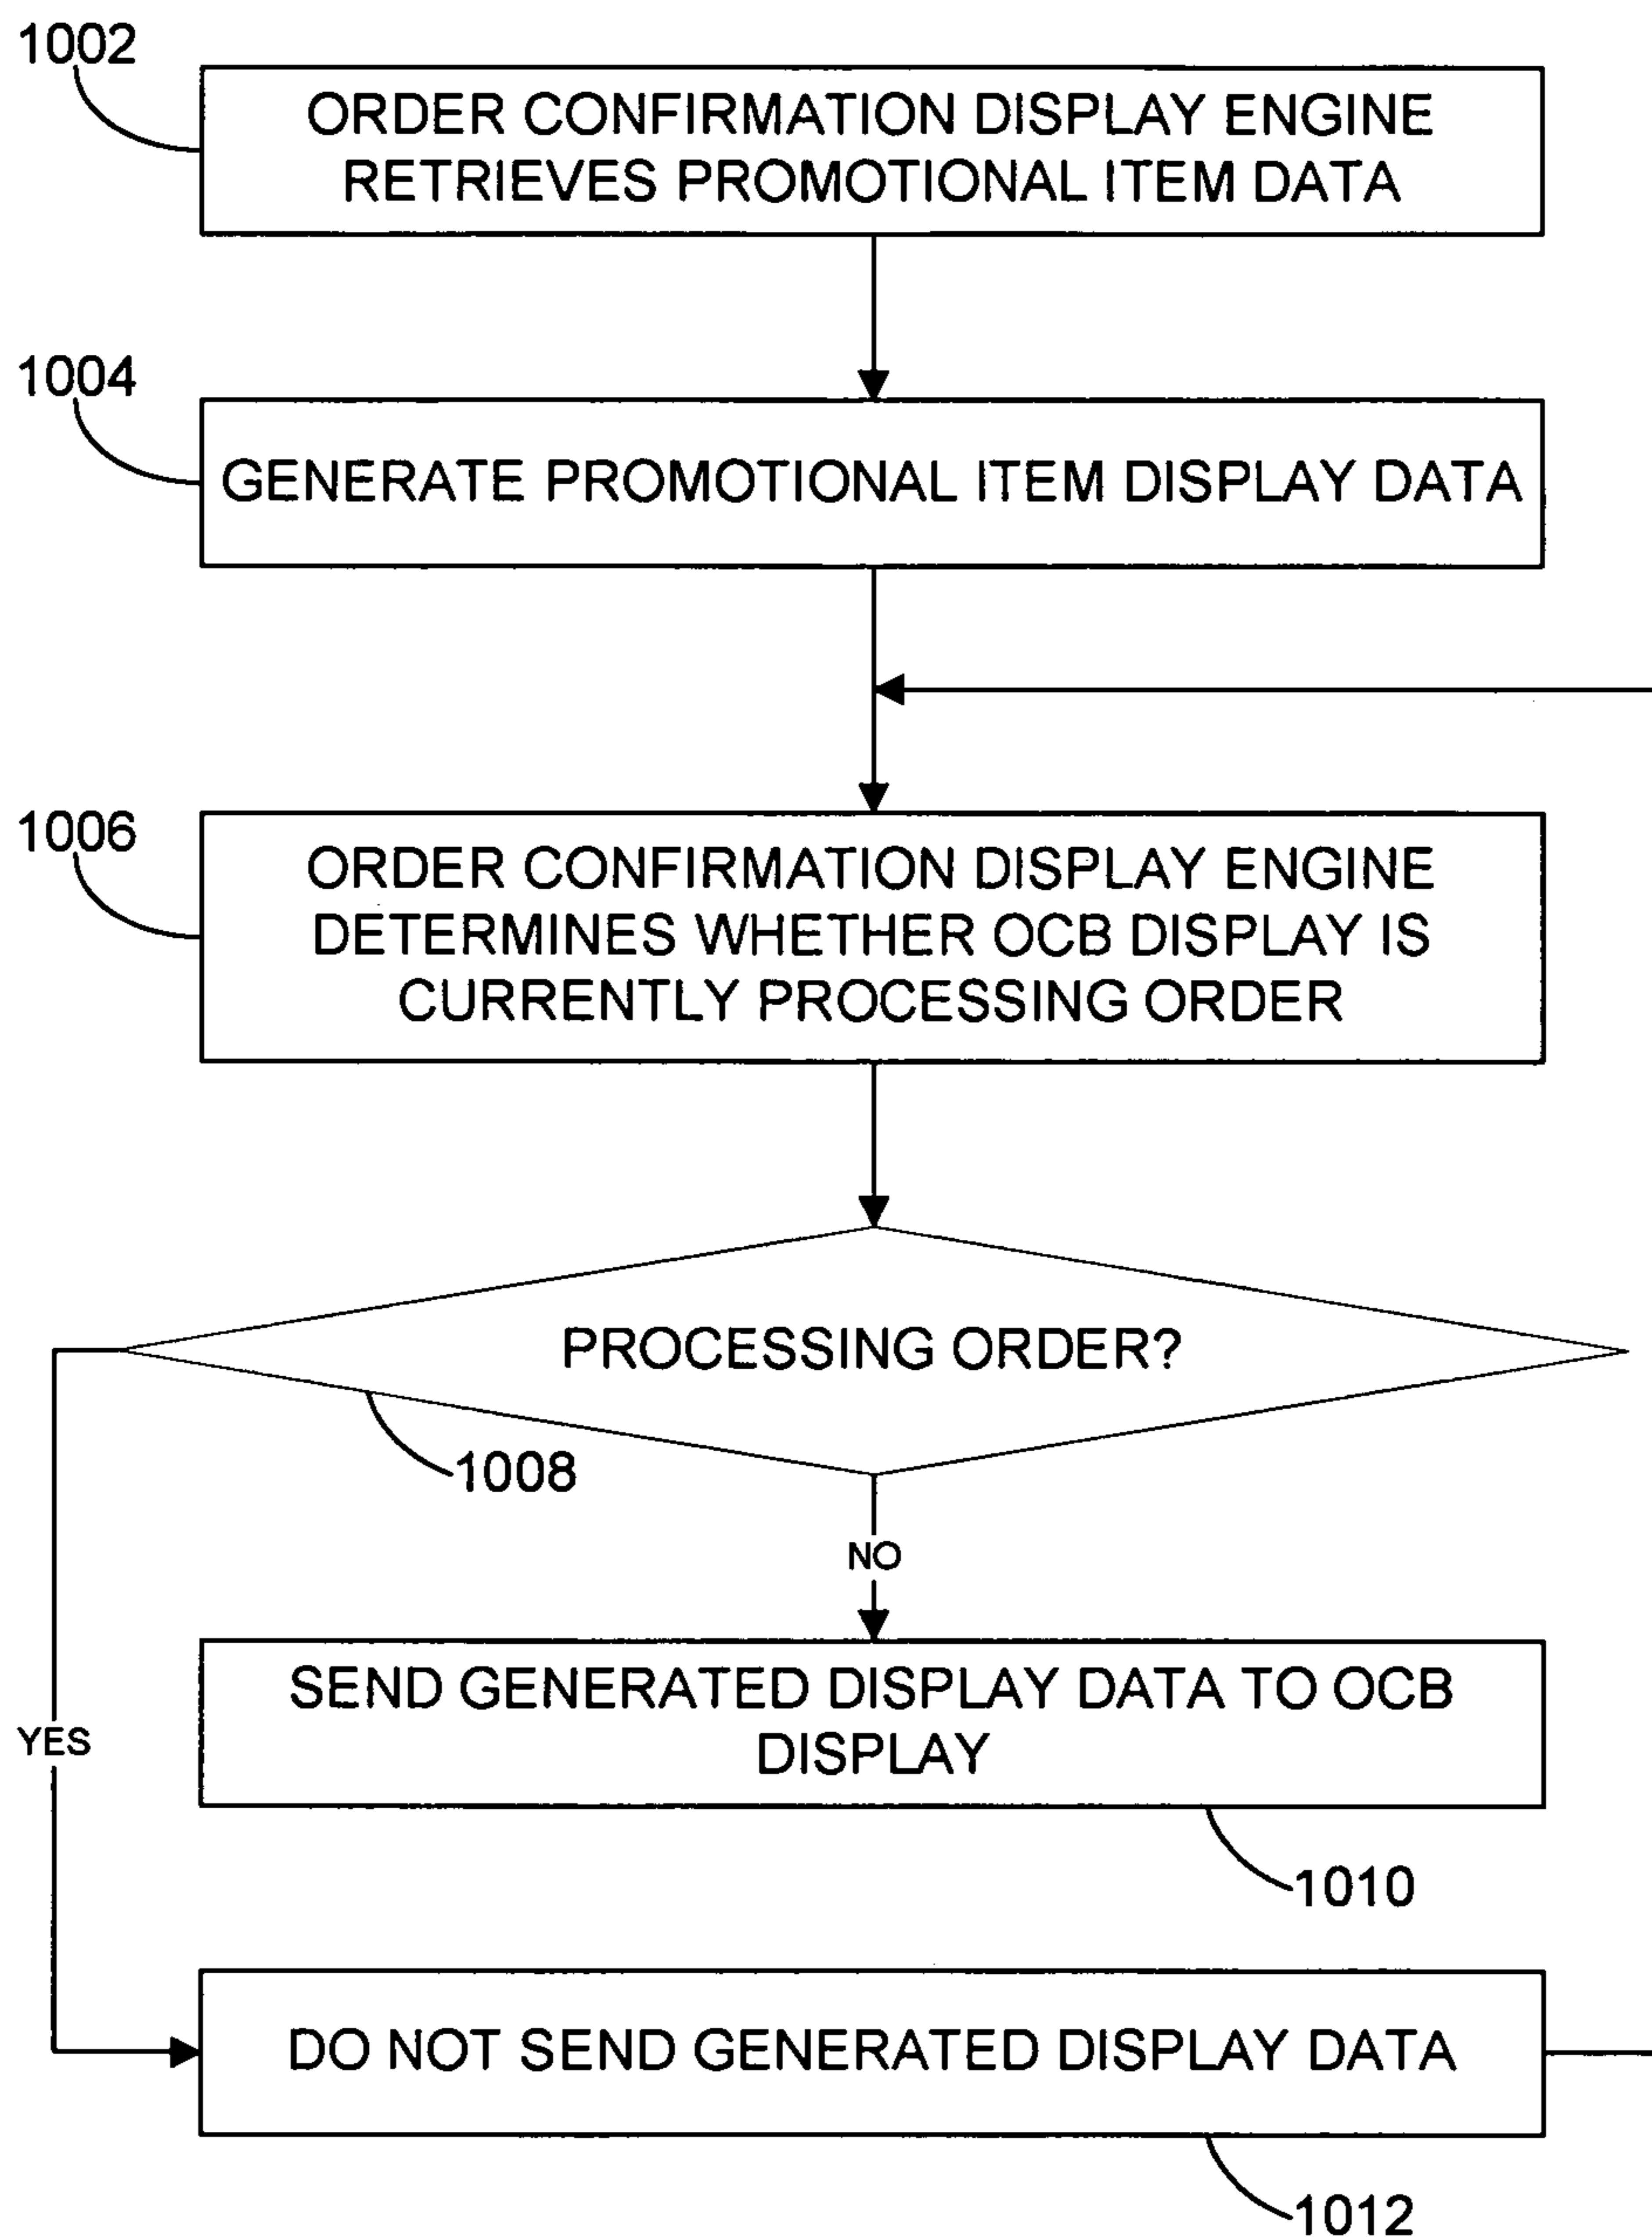 1002
ORDER CONFIRMATION DISPLAY ENGINE
RETRIEVES PROMOTIONAL ITEM DATA
1004
GENERATE PROMOTIONAL ITEM DISPLAY DATA
1006
ORDER CONFIRMATION DISPLAY ENGINE
DETERMINES WHETHER OCB DISPLAY IS
CURRENTLY PROCESSING ORDER
PROCESSING ORDER?
1008
NO
SEND GENERATED DISPLAY DATA TO OCB
DISPLAY
YES
1010
DO NOT SEND GENERATED DISPLAY DATA
1012